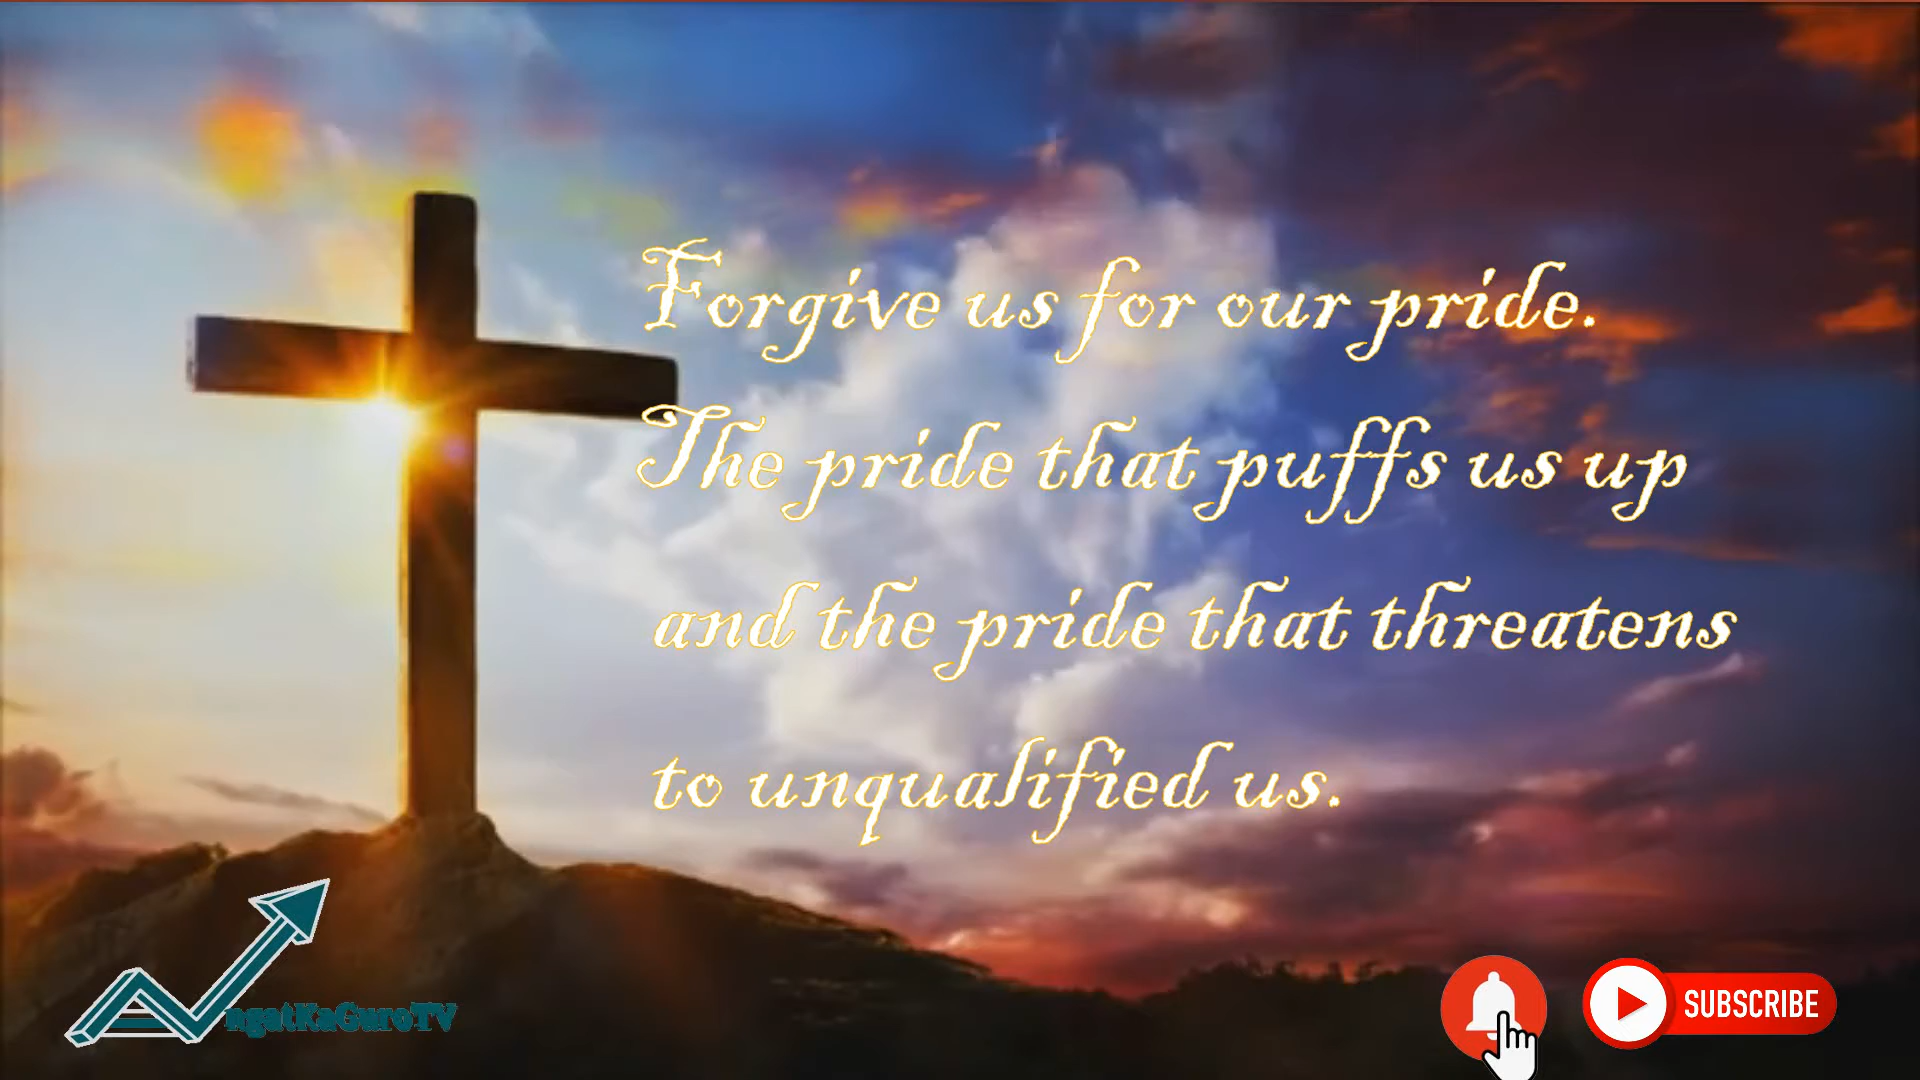 Forgive us for our pride.
The pride that puffs us up
and the pride that threatens
to unqualified us.
AngatKaGuroTV
SUBSCRIBE